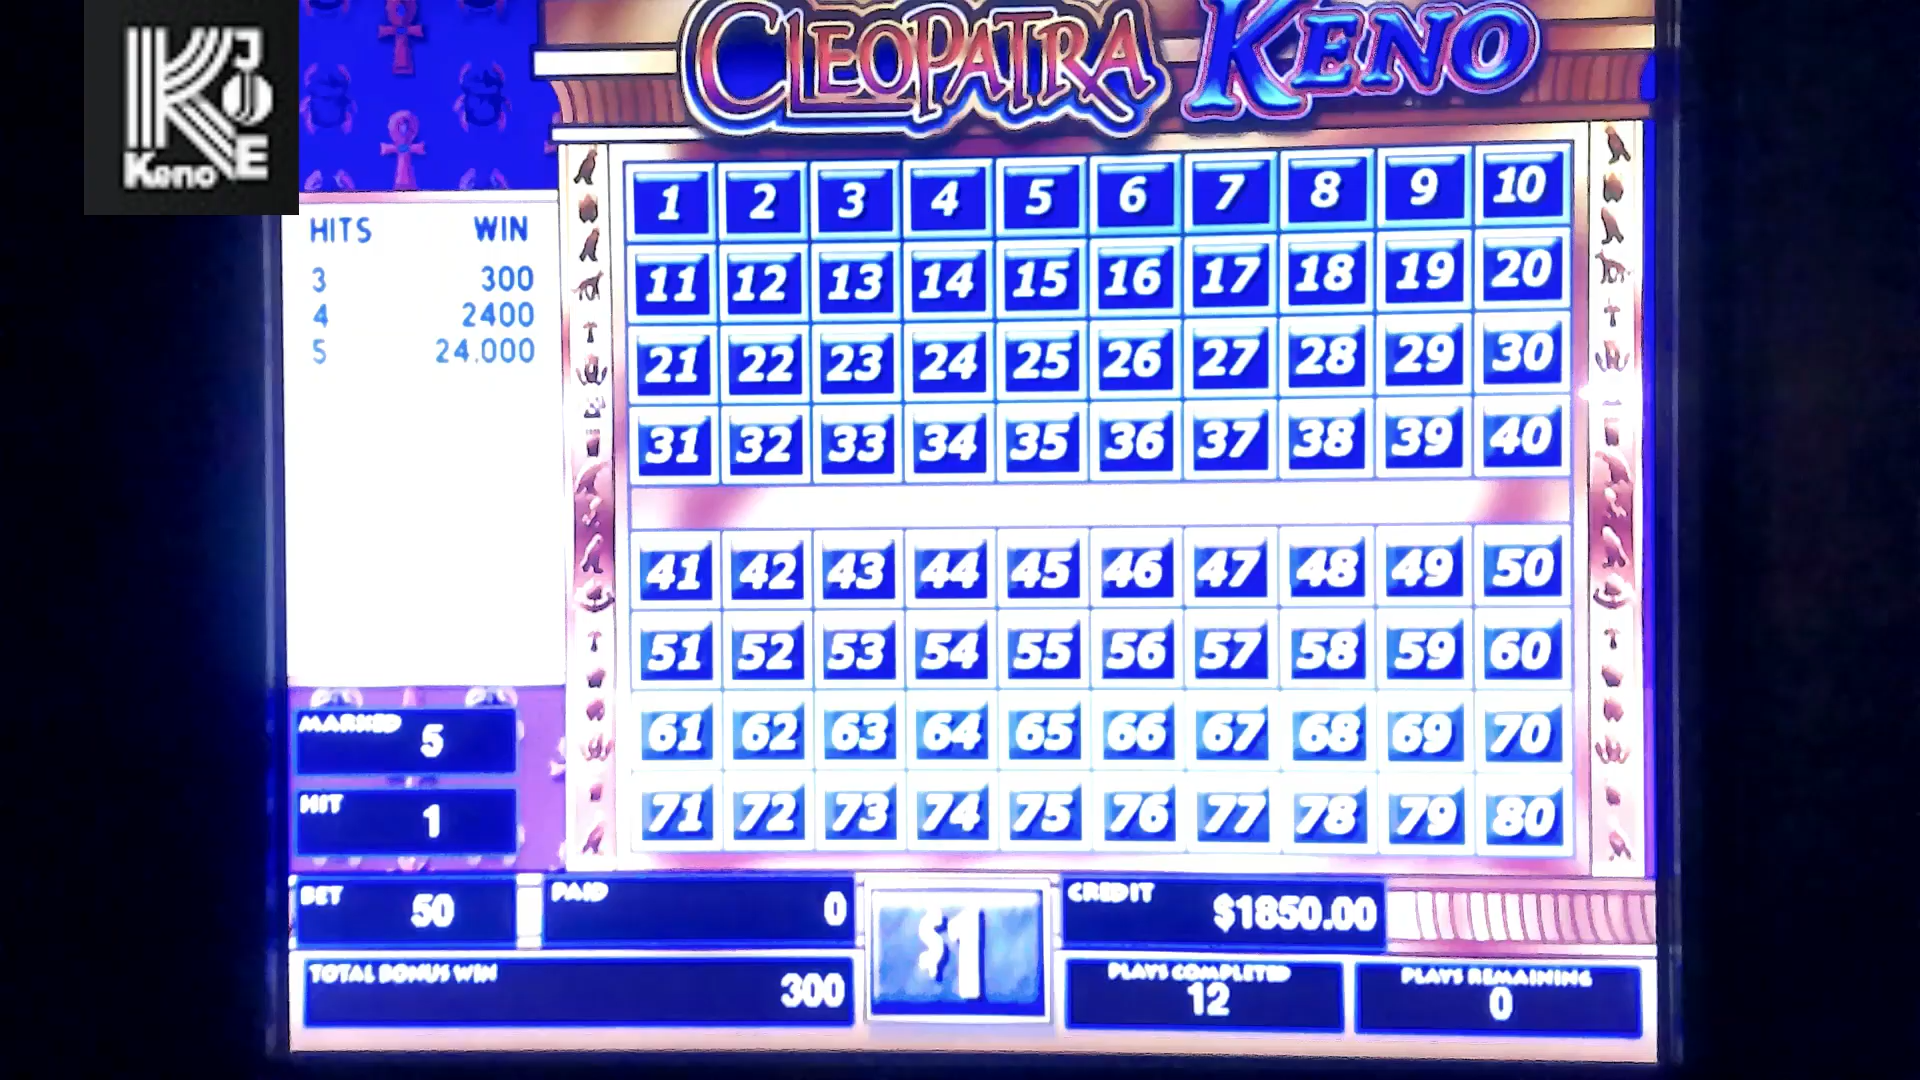 K JOE
Keno
CLEOPATRA KENO
HITS WIN
3 300
4 2400
5 24,000
1 2 3 4 5 6 7 8 9 10
11 12 13 14 15 16 17 18 19 20
21 22 23 24 25 26 27 28 29 30
31 32 33 34 35 36 37 38 39 40
41 42 43 44 45 46 47 48 49 50
51 52 53 54 55 56 57 58 59 60
61 62 63 64 65 66 67 68 69 70
71 72 73 74 75 76 77 78 79 80
MARKED 5
HIT 1
BET 50
PAID 0
$1
CREDIT $1850.00
TOTAL BONUS WIN 300
PLAYS COMPLETED 12
PLAYS REMAINING 0